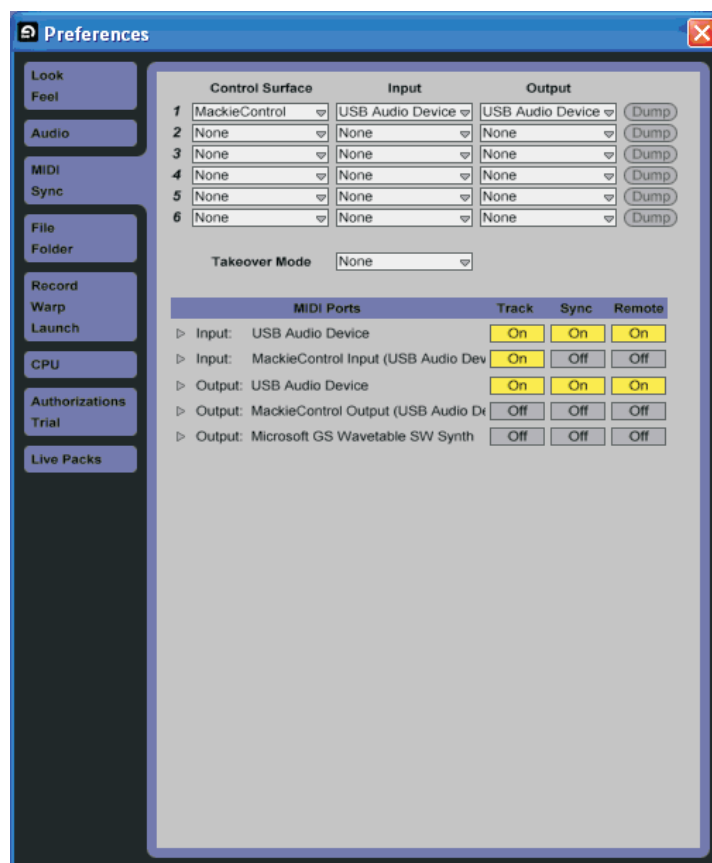 Preferences
Look
Feel
Audio
MIDI
Sync
File
Folder
Record
Warp
Launch
CPU
Authorizations
Trial
Live Packs
Control Surface Input Output
1 MackieControl USB Audio Device USB Audio Device Dump
2 None None None Dump
3 None None None Dump
4 None None None Dump
5 None None None Dump
6 None None None Dump
Takeover Mode None
MIDI Ports Track Sync Remote
Input: USB Audio Device On On On
Input: MackieControl Input (USB Audio Dev On Off Off
Output: USB Audio Device On On On
Output: MackieControl Output (USB Audio De Off Off Off
Output: Microsoft GS Wavetable SW Synth Off Off Off